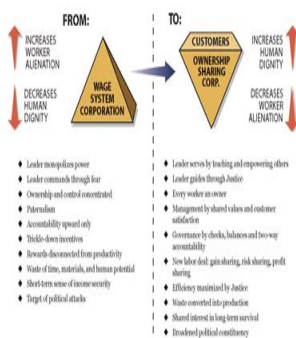 FROM:
INCREASES
WORKER
ALIENATION
DECREASES
HUMAN
DIGNITY
WAGE
SYSTEM
CORPORATION
Leader monopolizes power
Leader commands through fear
Ownership and control concentrated
Paternalism
Accountability upward only
Trickle-down incentives
Rewards disconnected from productivity
Waste of time, materials, and human potential
Short-term sense of income security
Target of political attacks
TO:
CUSTOMERS
OWNERSHIP
SHARING
CORP.
INCREASES
HUMAN
DIGNITY
DECREASES
WORKER
ALIENATION
Leader serves by teaching and empowering others
Leader guides through Justice
Every worker an owner
Management by shared values and customer
satisfaction
Governance by checks, balances and two-way
accountability
New labor deal: gain sharing, risk sharing, profit
sharing
Efficiency maximized by Justice
Waste converted into production
Shared interest in long-term survival
Broadened political constituency